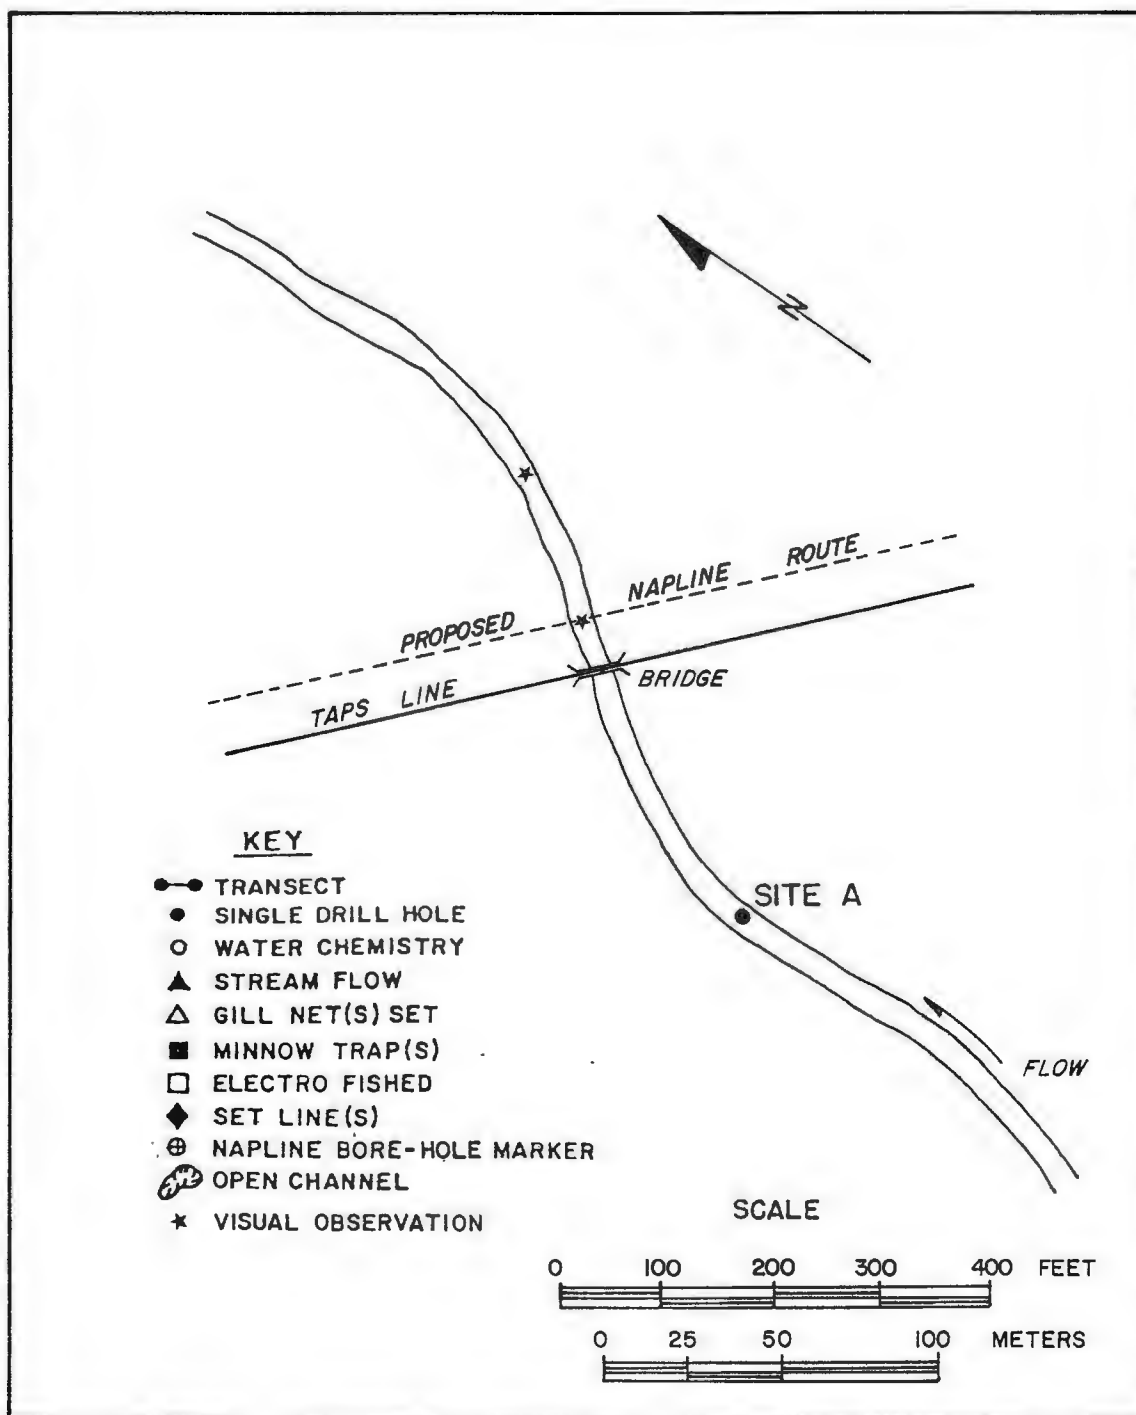 N
PROPOSED NAPLINE ROUTE
TAPS LINE
BRIDGE
KEY
TRANSECT
SINGLE DRILL HOLE
WATER CHEMISTRY
STREAM FLOW
GILL NET(S) SET
MINNOW TRAP(S)
ELECTRO FISHED
SET LINE(S)
NAPLINE BORE-HOLE MARKER
OPEN CHANNEL
VISUAL OBSERVATION
SITE A
FLOW
SCALE
0 100 200 300 400 FEET
0 25 50 100 METERS